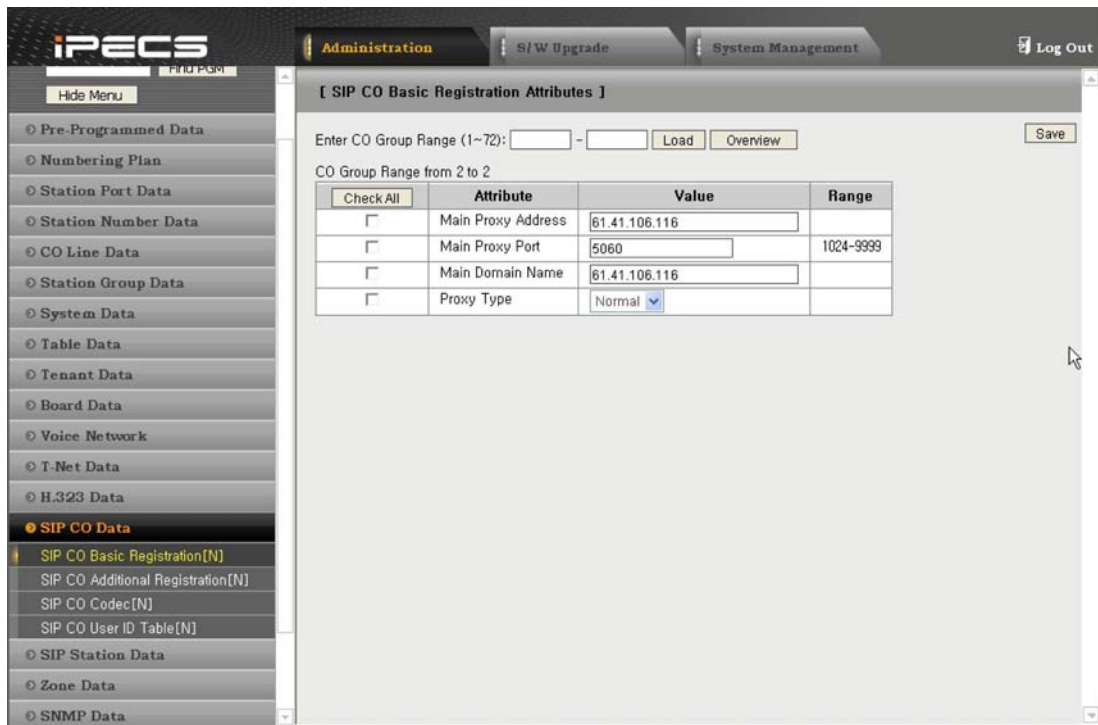 iPECS
Administration
S/W Upgrade
System Management
Log Out
Find PGM
Hide Menu
Pre-Programmed Data
Numbering Plan
Station Port Data
Station Number Data
CO Line Data
Station Group Data
System Data
Table Data
Tenant Data
Board Data
Voice Network
T-Net Data
H.323 Data
SIP CO Data
SIP CO Basic Registration[N]
SIP CO Additional Registration[N]
SIP CO Codec[N]
SIP CO User ID Table[N]
SIP Station Data
Zone Data
SNMP Data
[ SIP CO Basic Registration Attributes ]
Enter CO Group Range (1~72): - Load Overview Save
CO Group Range from 2 to 2
Check All Attribute Value Range
Main Proxy Address 61.41.106.116
Main Proxy Port 5060 1024-9999
Main Domain Name 61.41.106.116
Proxy Type Normal